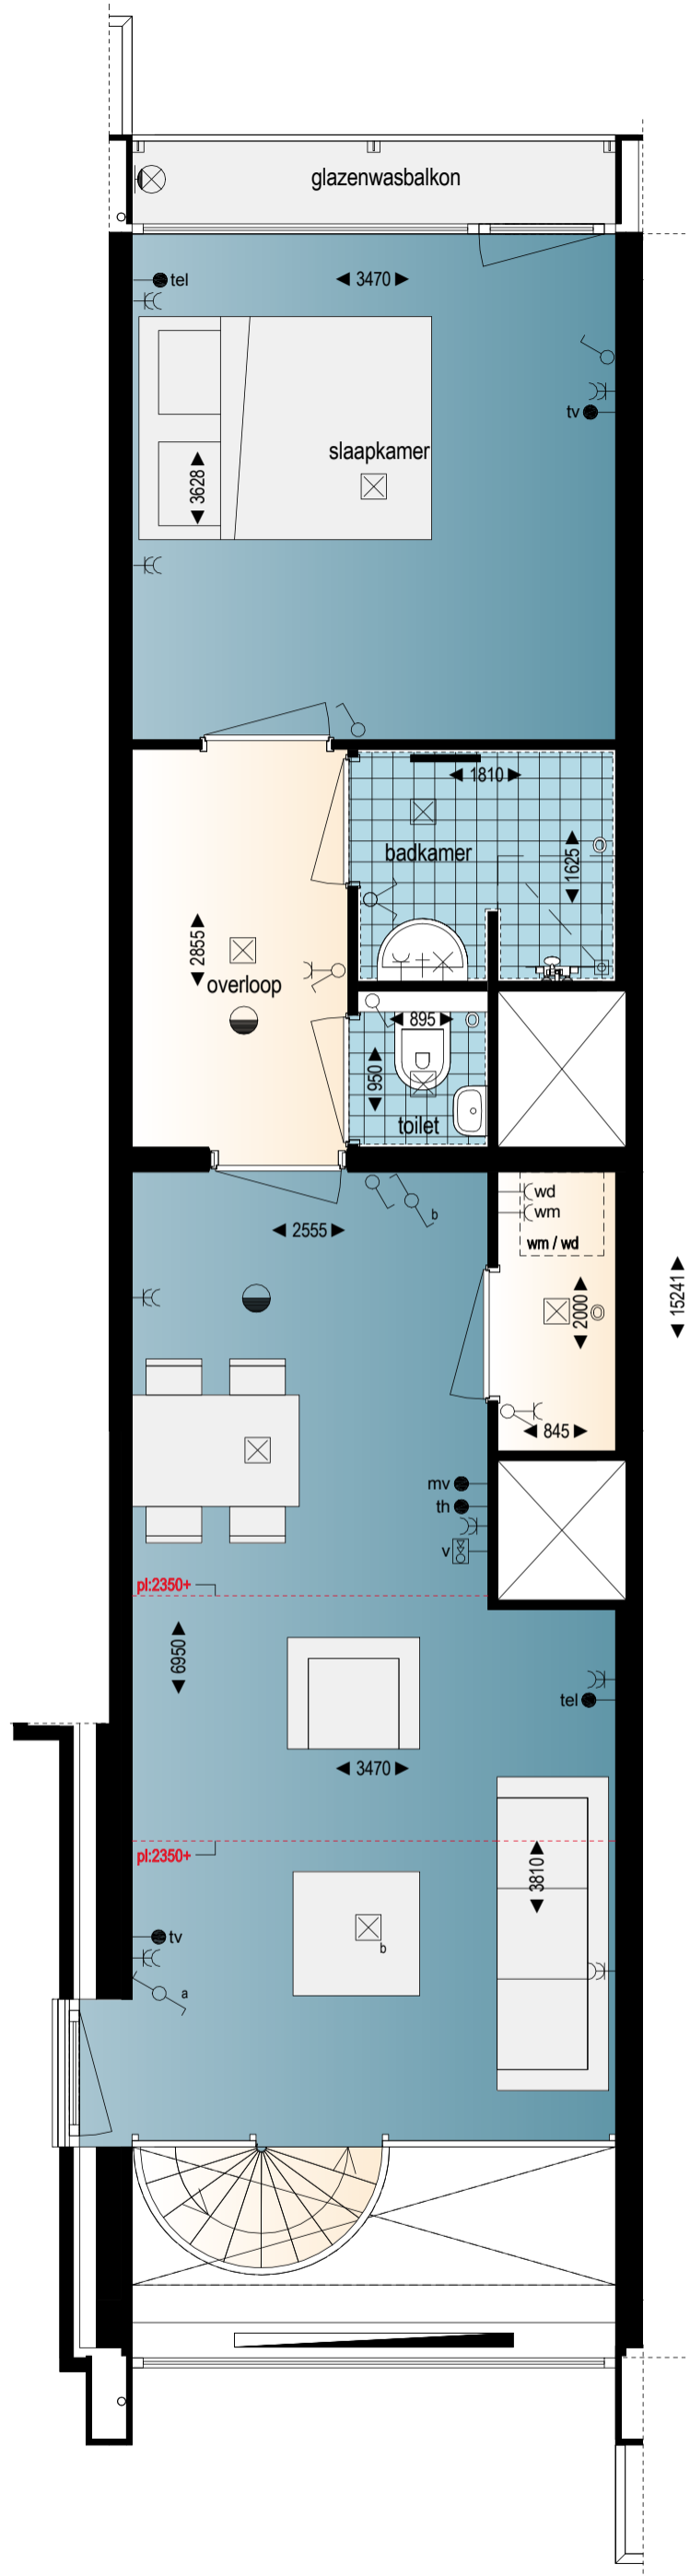 glazenwasbalkon
tel
◄ 3470 ►
tv
slaapkamer
◄ 3628 ►
◄ 1810 ►
badkamer
◄ 1625 ►
◄ 2855 ►
overloop
◄ 895 ►
◄ 950 ►
toilet
wd
b
wm
◄ 2555 ►
wm / wd
◄ 15241 ►
◄ 2000 ►
◄ 845 ►
mv
th
v
pl:2350+
◄ 6950 ►
tel
◄ 3470 ►
pl:2350+
◄ 3810 ►
tv
b
a